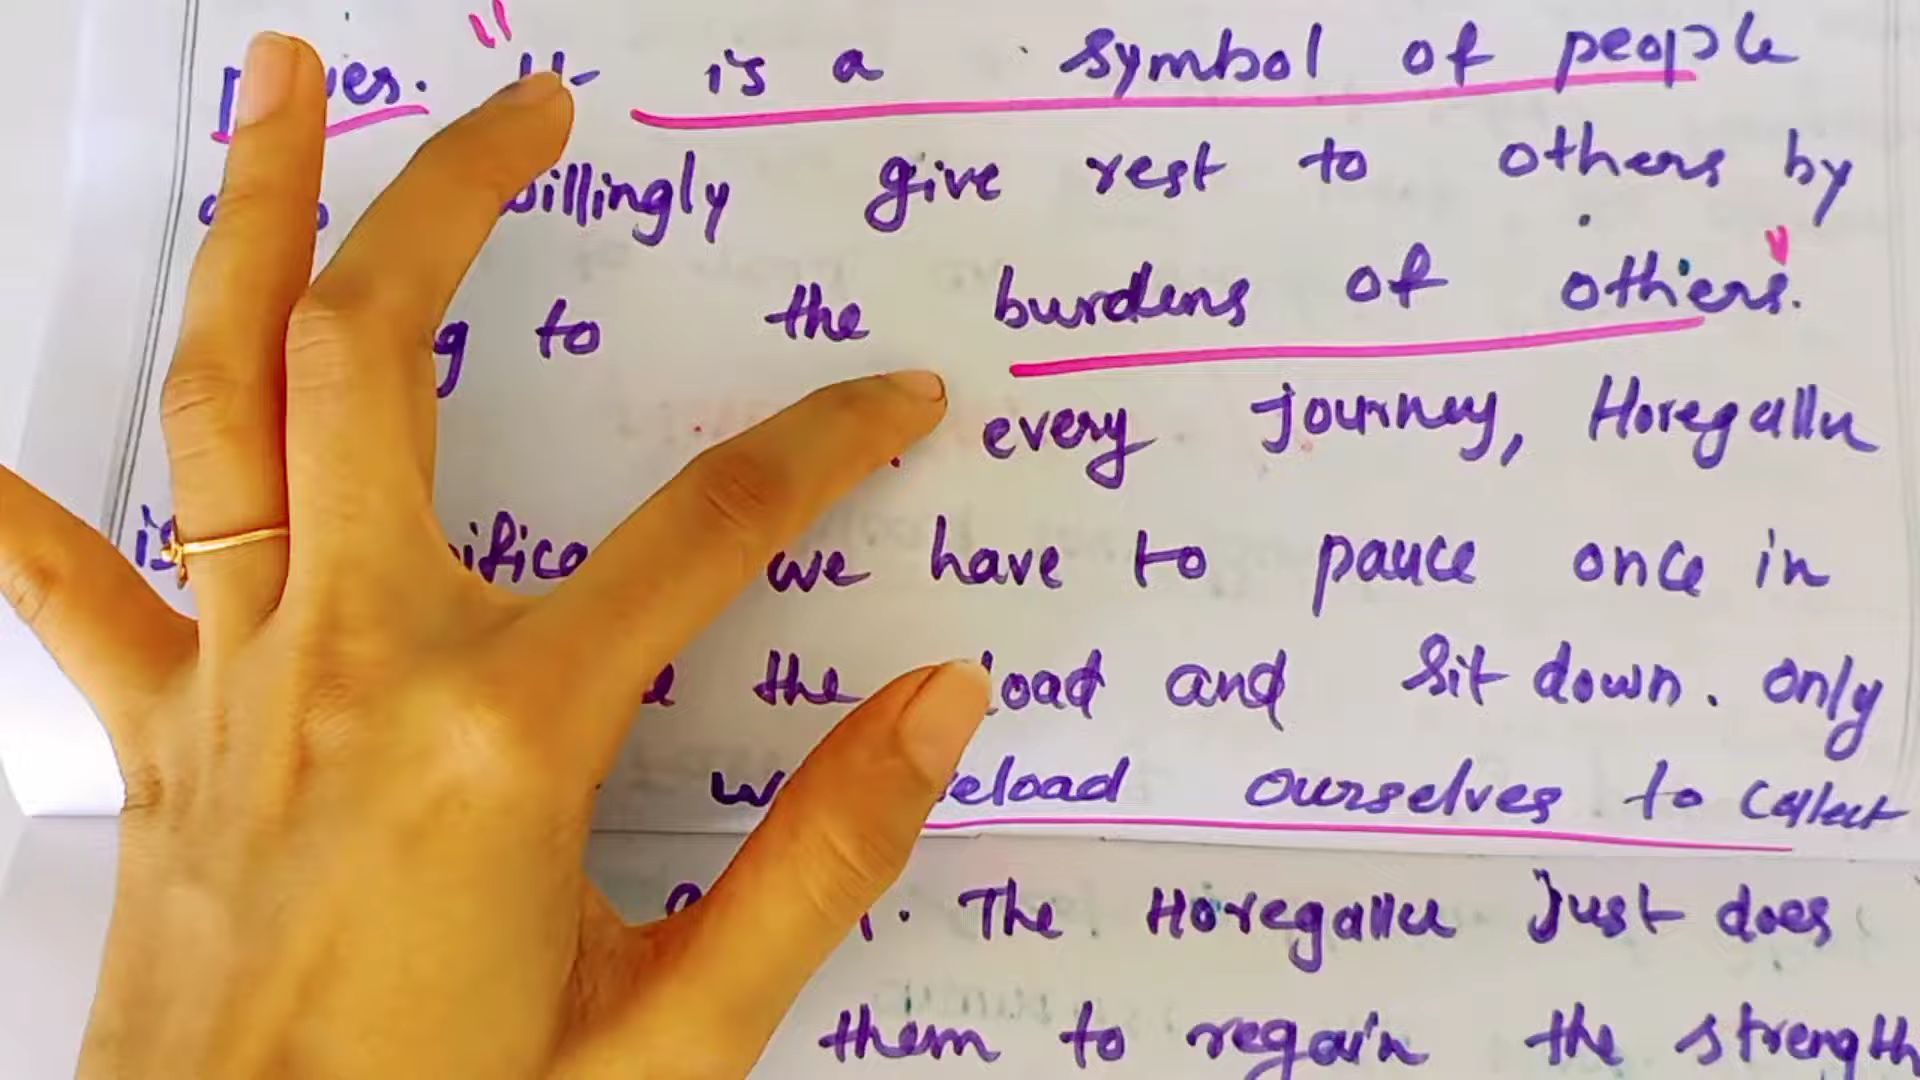 " It is a symbol of people
willingly give rest to others by
to the burdens of others."
every Journey, Horegallu
is we have to pauce once in
the load and sit down. only
ourselves to collect
The Horegallu Just does
them to regain the strength